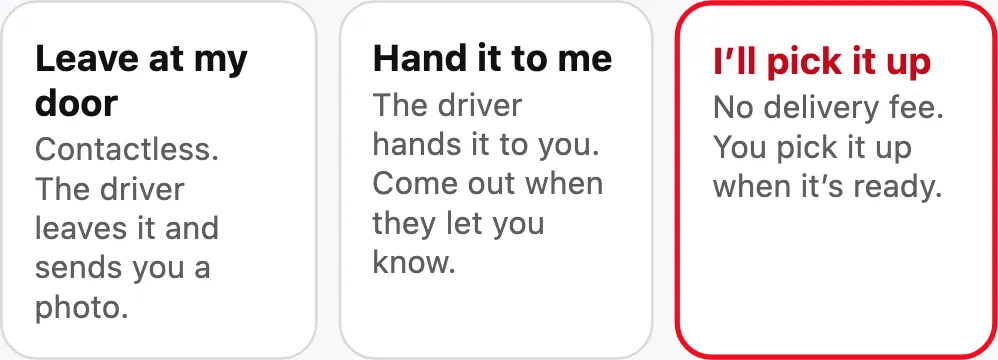 Leave at my
door
Contactless.
The driver
leaves it and
sends you a
photo.
Hand it to me
The driver
hands it to you.
Come out when
they let you
know.
I’ll pick it up
No delivery fee.
You pick it up
when it’s ready.